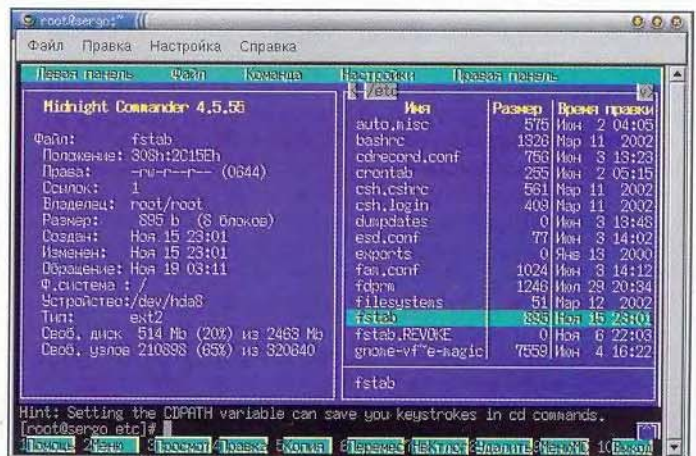 root@sergo:~
Файл Правка Настройка Справка
Левая панель Файл Команда Настройки Правая панель
Midnight Commander 4.5.55
Файл: fstab
Положение: 308h:2C15Eh
Права: -rw-r--r-- (0644)
Ссылок: 1
Владелец: root/root
Размер: 895 b (8 блоков)
Создан: Ноя 15 23:01
Изменен: Ноя 15 23:01
Обращение: Ноя 19 03:11
Ф.система : /
Устройство:/dev/hda8
Тип: ext2
Своб. диск 514 Mb (20%) из 2463 Mb
Своб. узлов 210898 (65%) из 320640
/etc
Имя Размер Время правки
auto.misc 575 Июн 2 04:05
bashrc 1326 Мар 11 2002
cdrecord.conf 756 Июн 3 13:23
crontab 255 Июн 2 05:15
csh.cshrc 561 Мар 11 2002
csh.login 409 Мар 11 2002
dumpdates 0 Июн 3 13:48
esd.conf 77 Июн 3 14:02
exports 0 Янв 13 2000
fam.conf 1024 Июн 3 14:12
fdprm 1246 Июл 29 20:34
filesystems 51 Мар 12 2002
fstab 895 Ноя 15 23:01
fstab.REVOKE 0 Ноя 6 22:03
gnome-vf~e-magic 7559 Июн 4 16:22
fstab
Hint: Setting the CDPATH variable can save you keystrokes in cd commands.
[root@sergo etc]#
1Помощь 2Меню 3Просмот 4Правка 5Копия 6Перемес 7НвКтлог 8Удалить 9МенюMC 10Выход